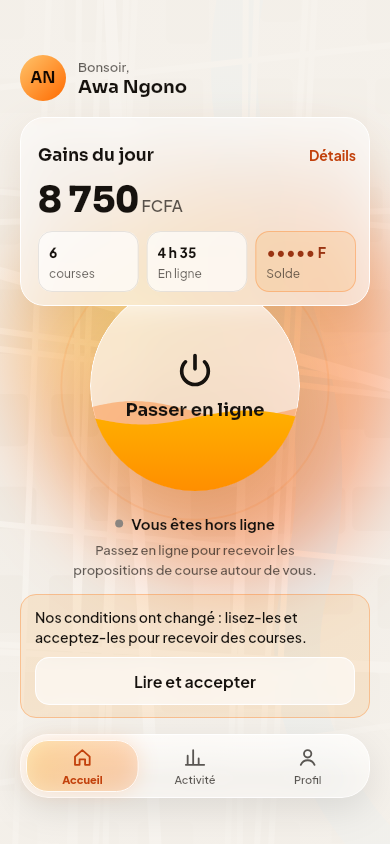 AN
Bonsoir,
Awa Ngono
Gains du jour
Détails
8 750 FCFA
6
courses
4 h 35
En ligne
●●●●● F
Solde
Passer en ligne
Vous êtes hors ligne
Passez en ligne pour recevoir les
propositions de course autour de vous.
Nos conditions ont changé : lisez-les et
acceptez-les pour recevoir des courses.
Lire et accepter
Accueil
Activité
Profil